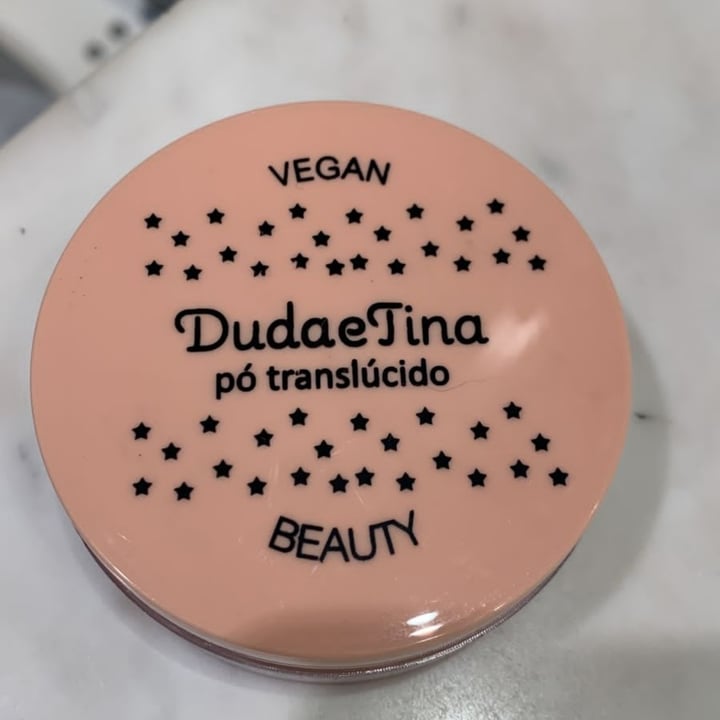 VEGAN
DudaeTina
pó translúcido
BEAUTY